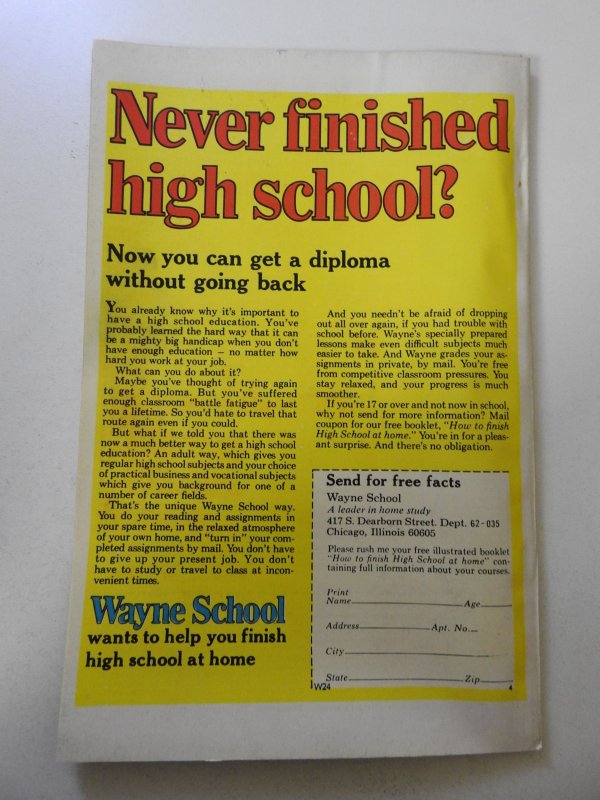 Never finished
high school?
Now you can get a diploma
without going back
You already know why it's important to
have a high school education. You've
probably learned the hard way that it can
be a mighty big handicap when you don't
have enough education – no matter how
hard you work at your job.
What can you do about it?
Maybe you've thought of trying again
to get a diploma. But you've suffered
enough classroom "battle fatigue" to last
you a lifetime. So you'd hate to travel that
route again even if you could.
But what if we told you that there was
now a much better way to get a high school
education? An adult way, which gives you
regular high school subjects and your choice
of practical business and vocational subjects
which give you background for one of a
number of career fields.
That's the unique Wayne School way.
You do your reading and assignments in
your spare time, in the relaxed atmosphere
of your own home, and "turn in" your com-
pleted assignments by mail. You don't have
to give up your present job. You don't
have to study or travel to class at incon-
venient times.
Wayne School
wants to help you finish
high school at home
And you needn't be afraid of dropping
out all over again, if you had trouble with
school before. Wayne's specially prepared
lessons make even difficult subjects much
easier to take. And Wayne grades your as-
signments in private, by mail. You're free
from competitive classroom pressures. You
stay relaxed, and your progress is much
smoother.
If you're 17 or over and not now in school,
why not send for more information? Mail
coupon for our free booklet, "How to finish
High School at home." You're in for a pleas-
ant surprise. And there's no obligation.
Send for free facts
Wayne School
A leader in home study
417 S. Dearborn Street. Dept. 62-035
Chicago, Illinois 60605
Please rush me your free illustrated booklet
"How to finish High School at home" con-
taining full information about your courses.
Print
Name Age
Address Apt. No.
City
State Zip
W24 4